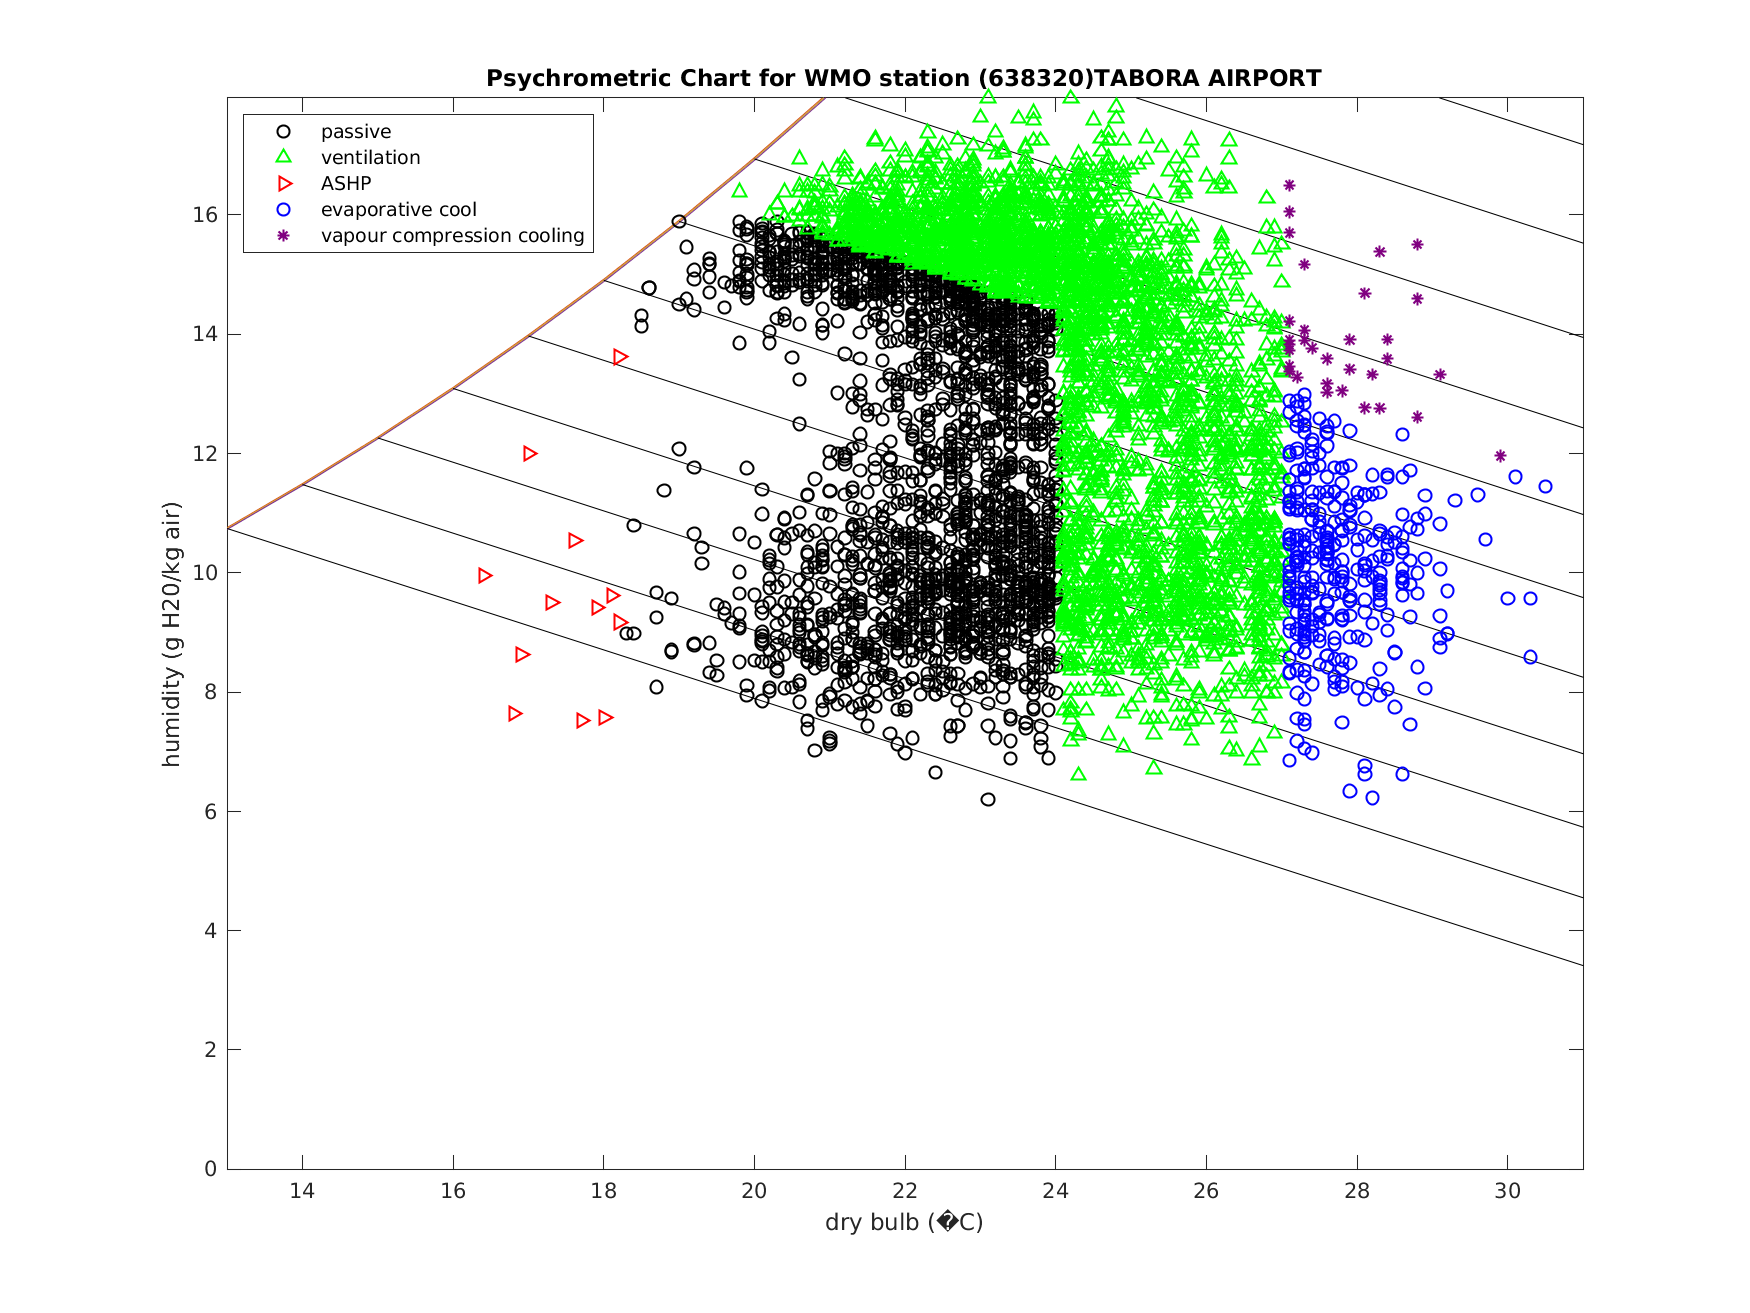 Psychrometric Chart for WMO station (638320)TABORA AIRPORT
passive
ventilation
ASHP
evaporative cool
vapour compression cooling
humidity (g H20/kg air)
16
14
12
10
8
6
4
2
0
14 16 18 20 22 24 26 28 30
dry bulb (�C)